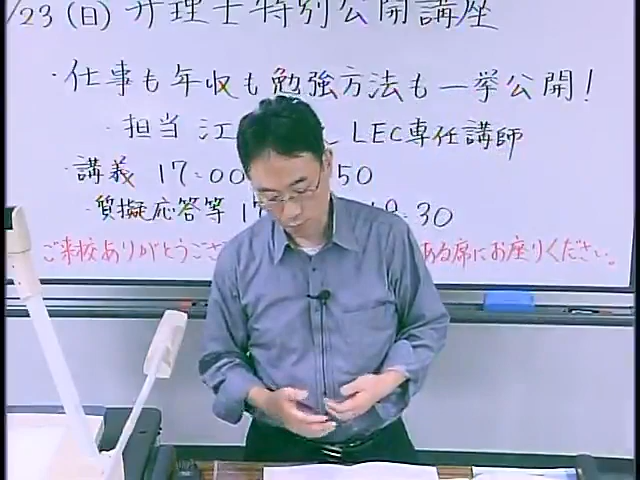 /23(日)弁理士特別公開講座
・仕事も年収も勉強方法も一挙公開!
・担当 江 LEC専任講師
・講義 17:00 50
・質擬応答等 17 18:30
ご来校ありがとうござ ある席にお座りください。